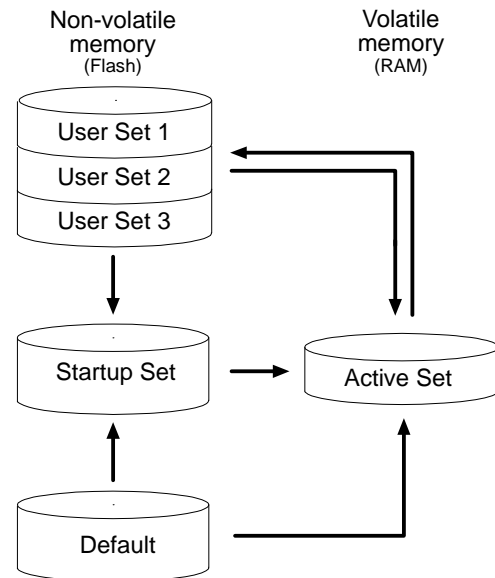 Non-volatile
memory
(Flash)
Volatile
memory
(RAM)
User Set 1
User Set 2
User Set 3
Startup Set
Active Set
Default